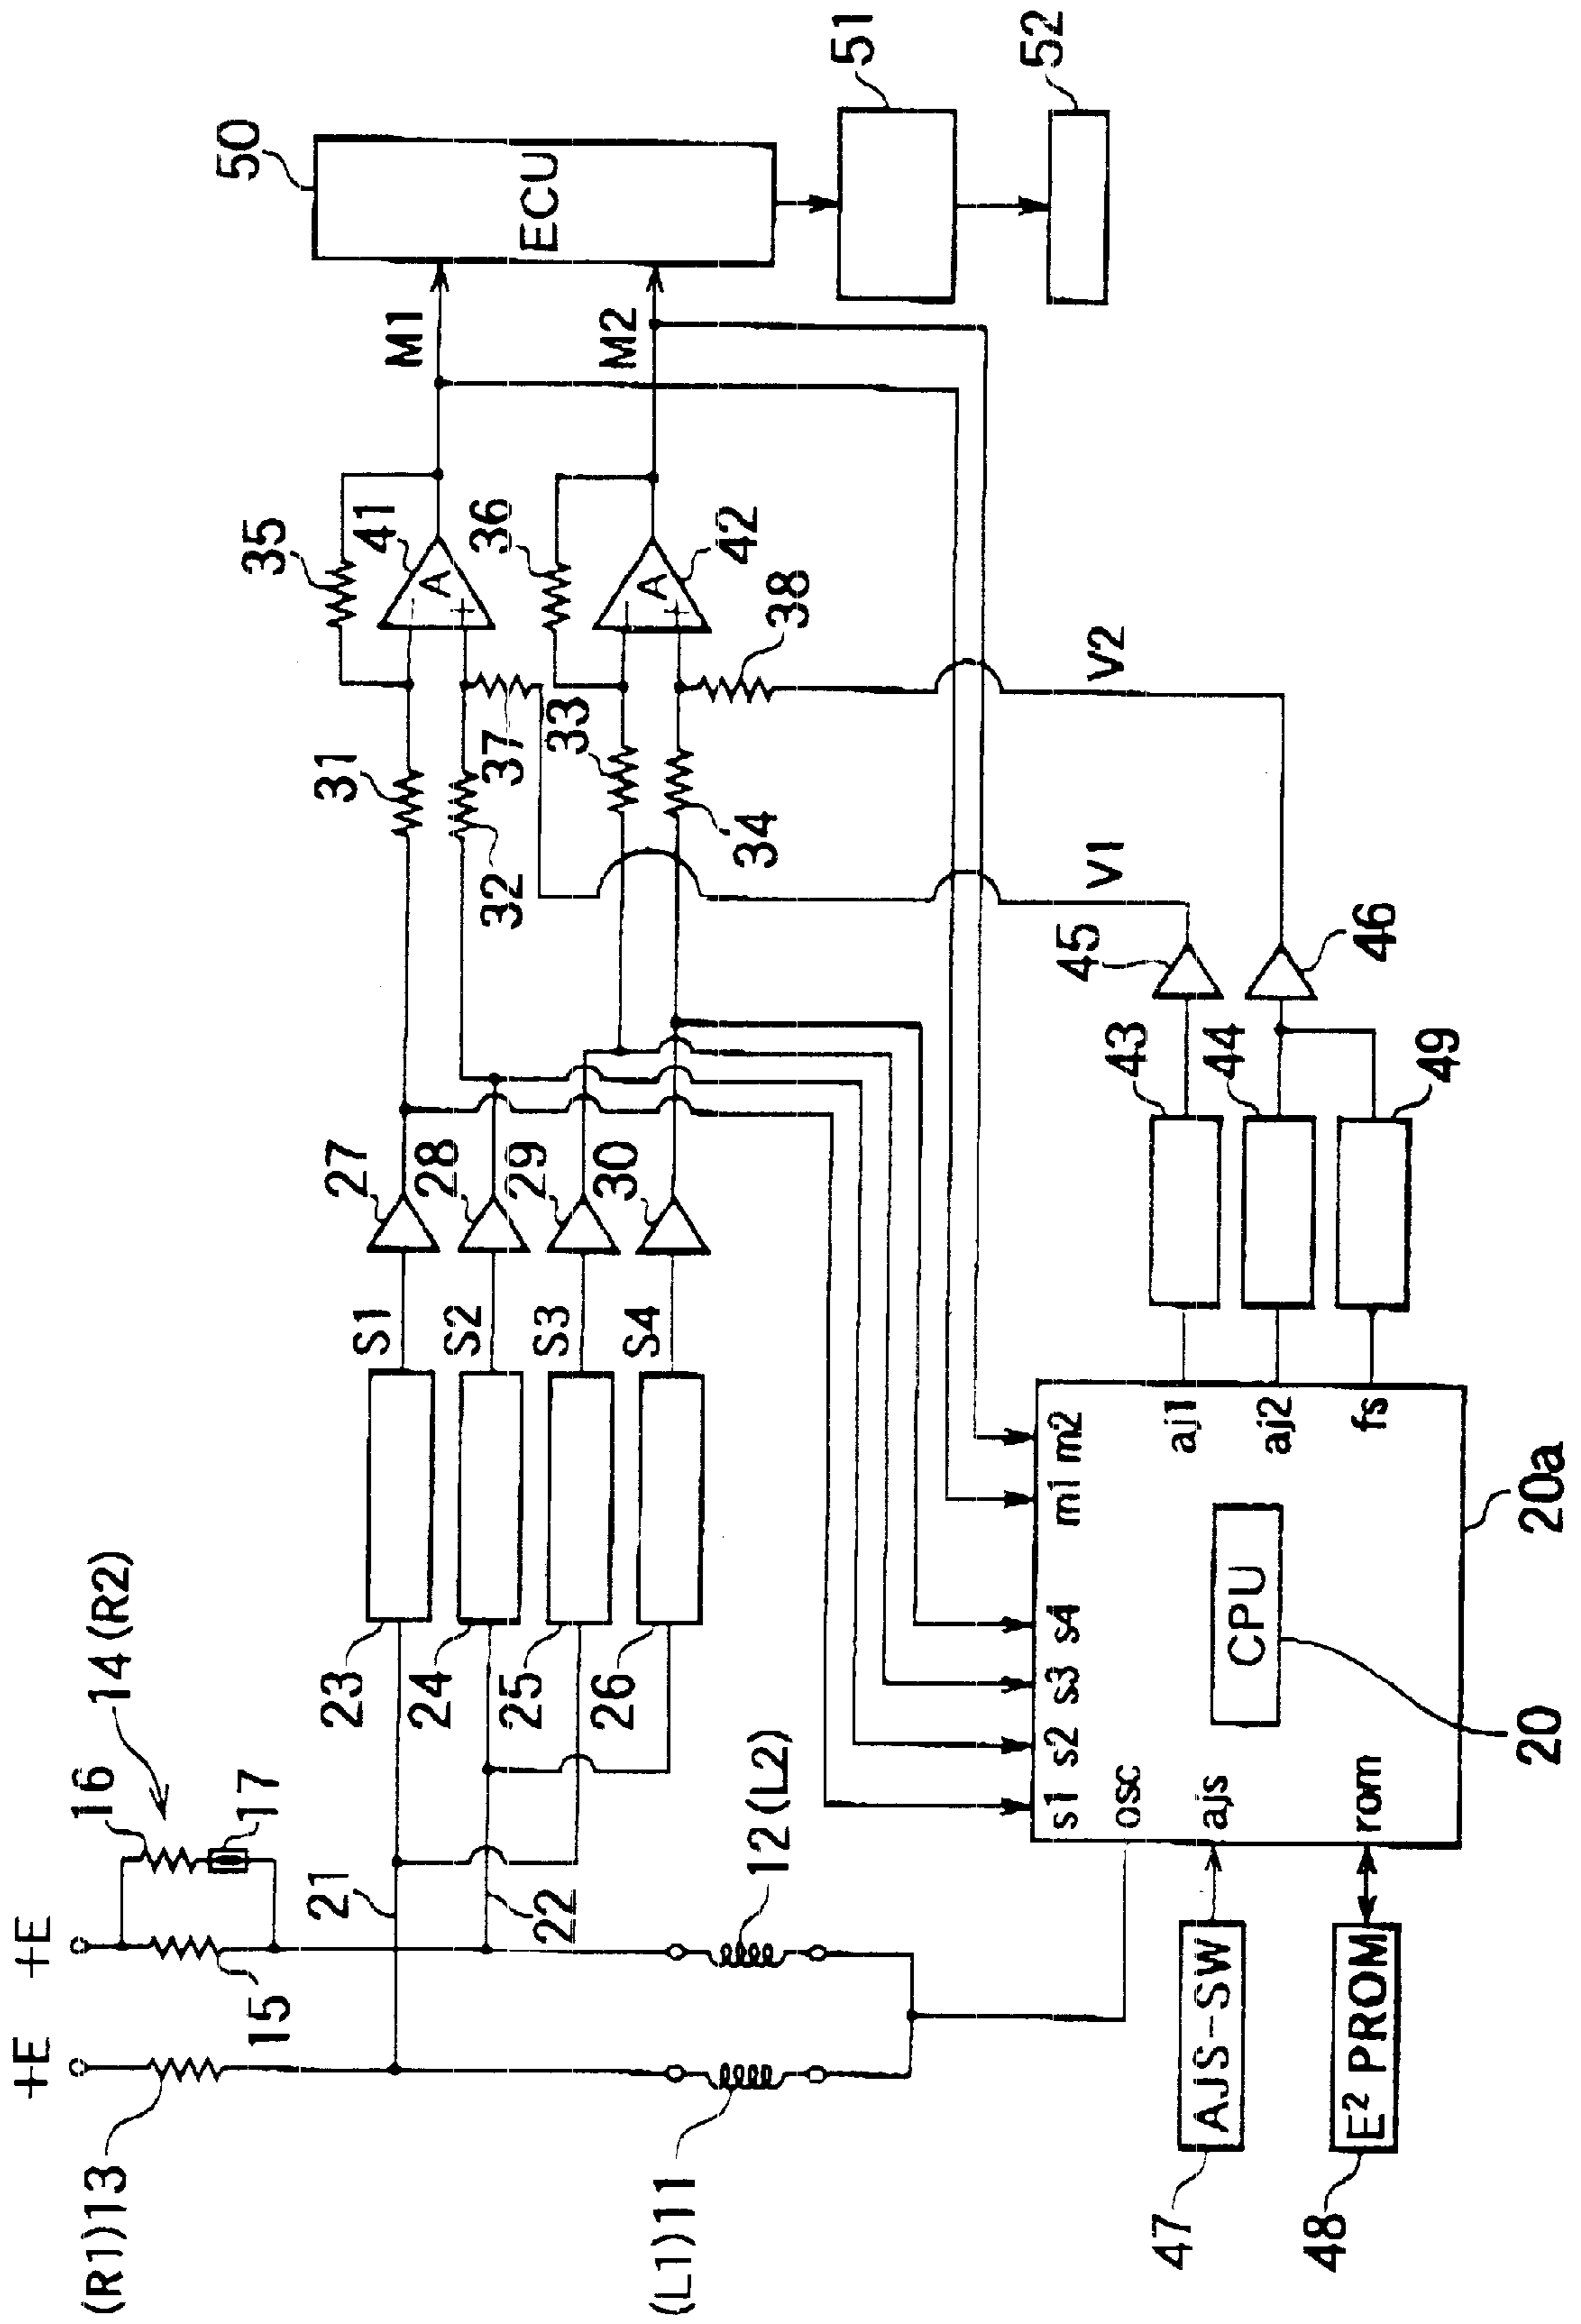 +E
+E
(R1)13
15
16
17
14(R2)
21
22
(L1)11
12(L2)
23
24
25
26
S1
S2
S3
S4
27
28
29
30
31
32
33
34
35
36
37
38
41
A
-
+
42
A
-
+
M1
M2
50
ECU
51
52
V1
V2
43
44
49
45
46
s1
s2
s3
s4
m1
m2
osc
ajs
rom
aj1
aj2
fs
CPU
20
20a
47
AJS-SW
48
E² PROM